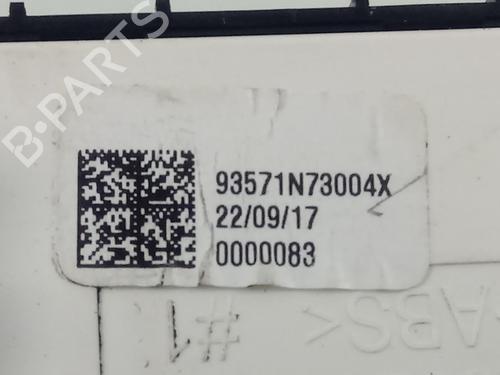 B-PARTS
93571N73004X
22/09/17
0000083
>ABS<
#1